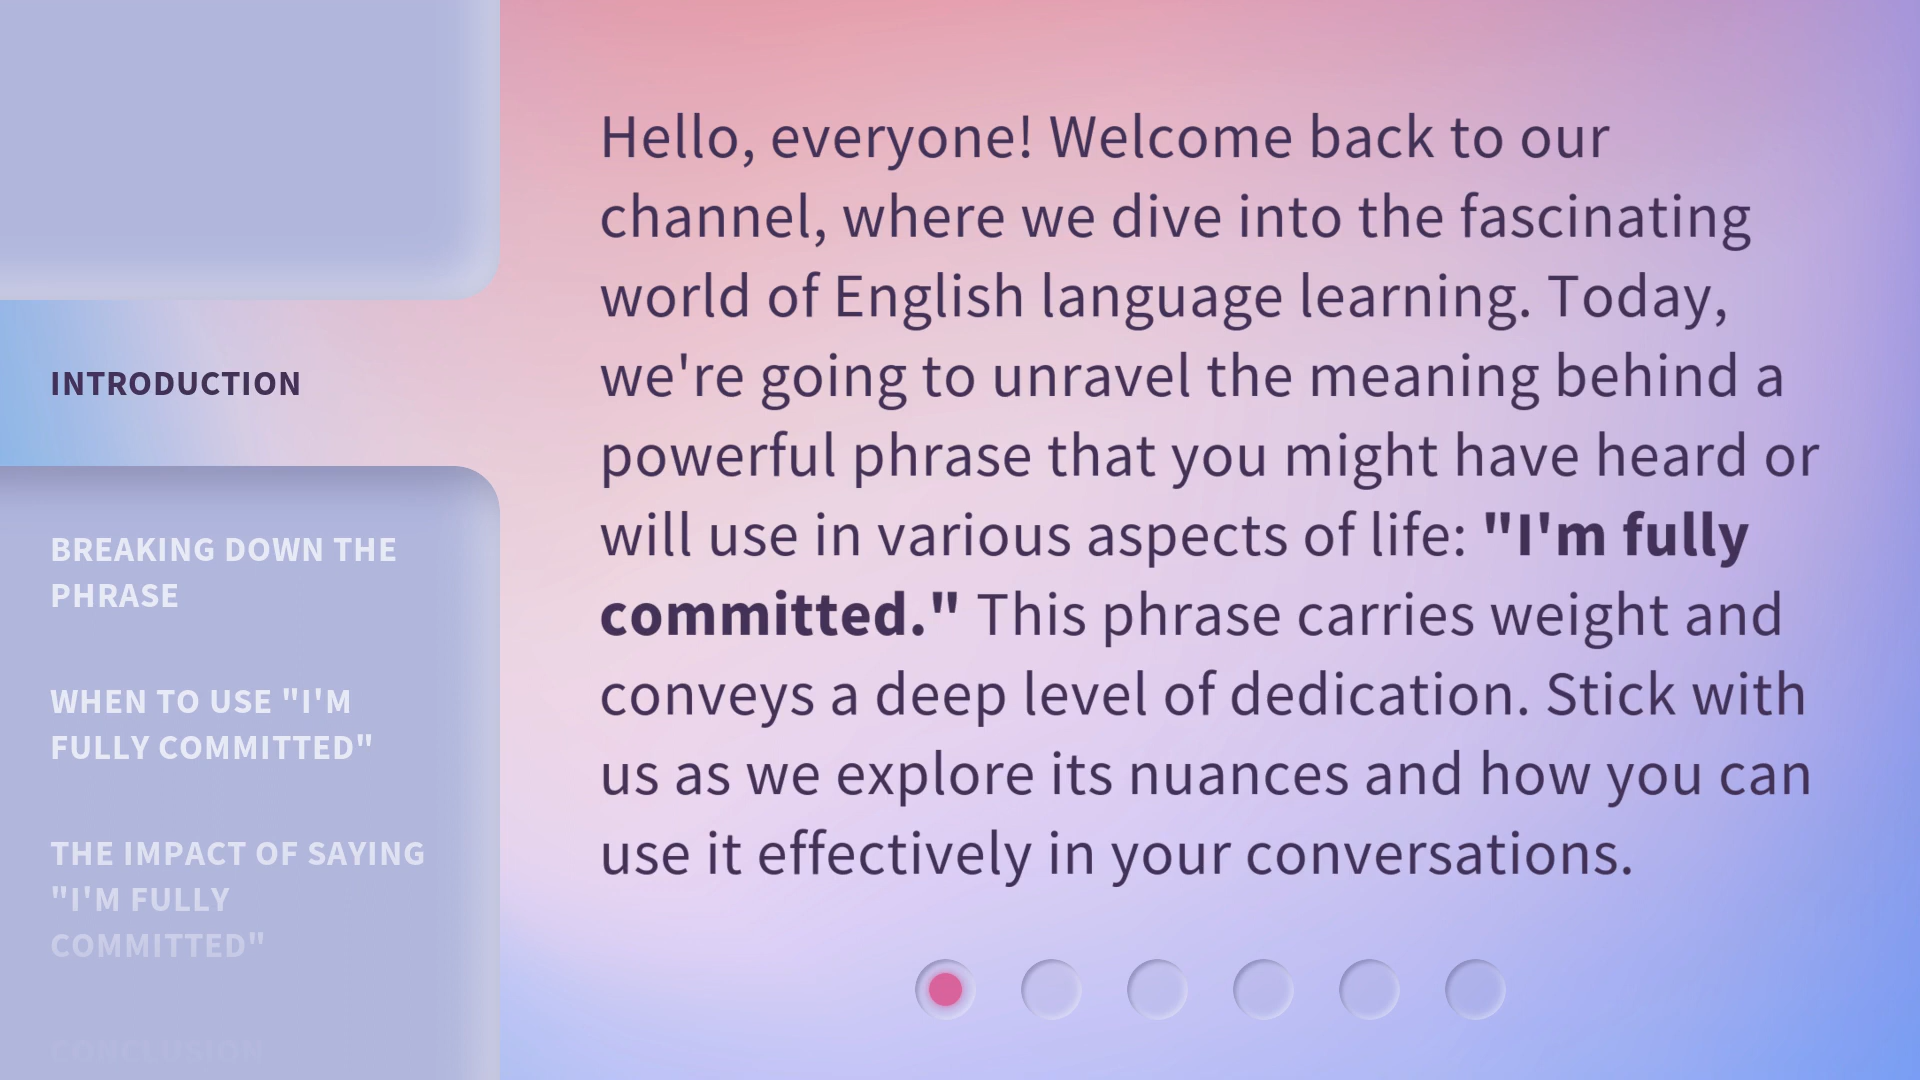 INTRODUCTION
BREAKING DOWN THE
PHRASE
WHEN TO USE "I'M
FULLY COMMITTED"
THE IMPACT OF SAYING
"I'M FULLY
COMMITTED"
CONCLUSION
Hello, everyone! Welcome back to our
channel, where we dive into the fascinating
world of English language learning. Today,
we're going to unravel the meaning behind a
powerful phrase that you might have heard or
will use in various aspects of life: "I'm fully
committed." This phrase carries weight and
conveys a deep level of dedication. Stick with
us as we explore its nuances and how you can
use it effectively in your conversations.